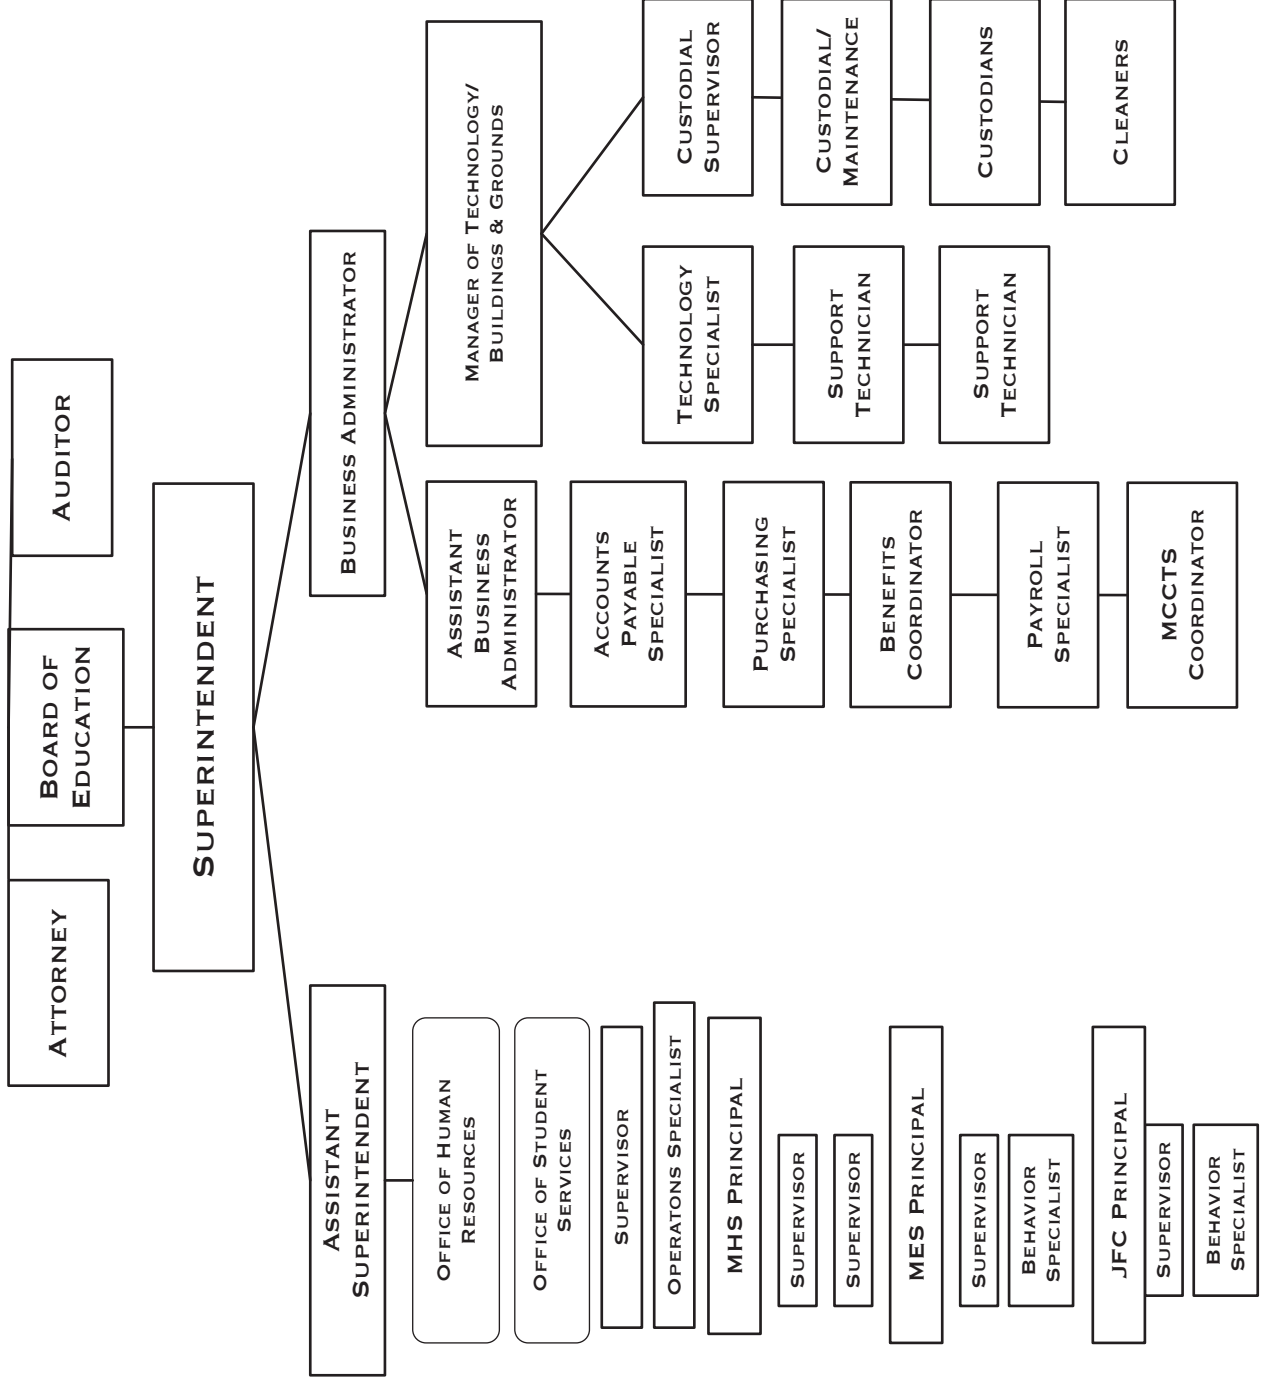 Attorney
Board of
Education
Auditor
Superintendent
Assistant
Superintendent
Office of Human
Resources
Office of Student
Services
Supervisor
Operatons Specialist
MHS Principal
Supervisor
Supervisor
MES Principal
Supervisor
Behavior
Specialist
JFC Principal
Supervisor
Behavior
Specialist
Business Administrator
Assistant
Business
Administrator
Accounts
Payable
Specialist
Purchasing
Specialist
Benefits
Coordinator
Payroll
Specialist
MCCTS
Coordinator
Manager of Technology/
Buildings & Grounds
Technology
Specialist
Support
Technician
Support
Technician
Custodial
Supervisor
Custodial/
Maintenance
Custodians
Cleaners